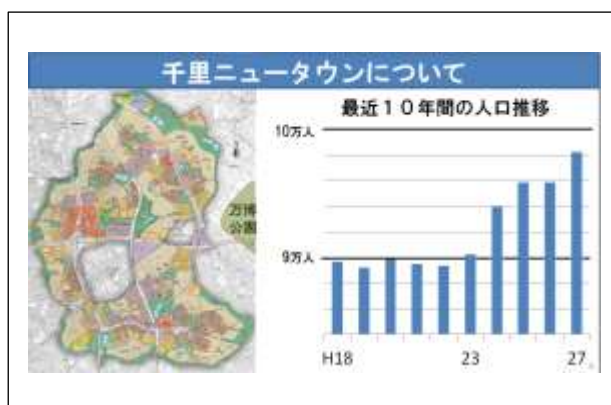 千里ニュータウンについて
最近１０年間の人口推移
10万人
万博
公園
9万人
H18
23
27